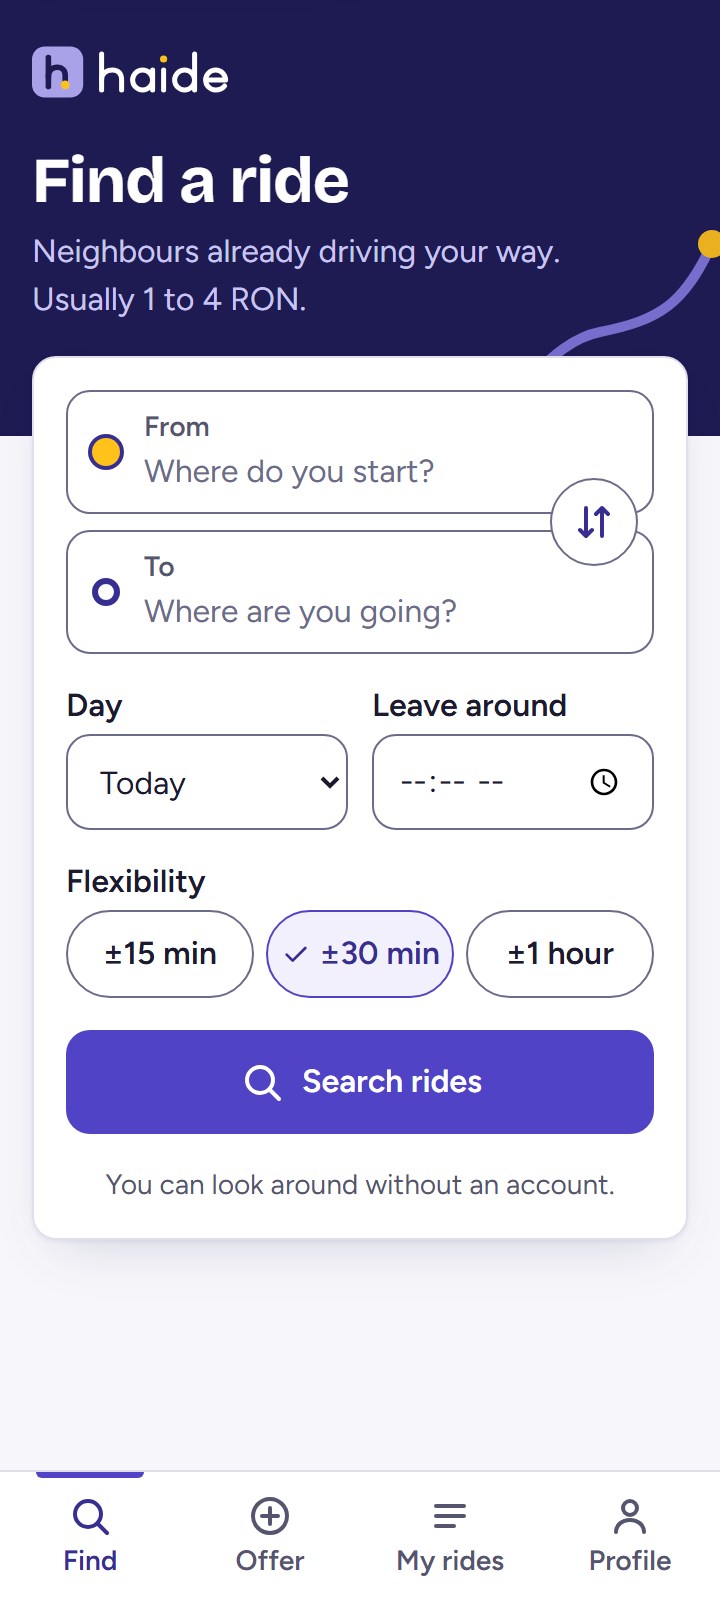 h. haide
Find a ride
Neighbours already driving your way.
Usually 1 to 4 RON.
From
Where do you start?
To
Where are you going?
Day
Leave around
Today
--:-- --
Flexibility
±15 min
±30 min
±1 hour
Search rides
You can look around without an account.
Find
Offer
My rides
Profile